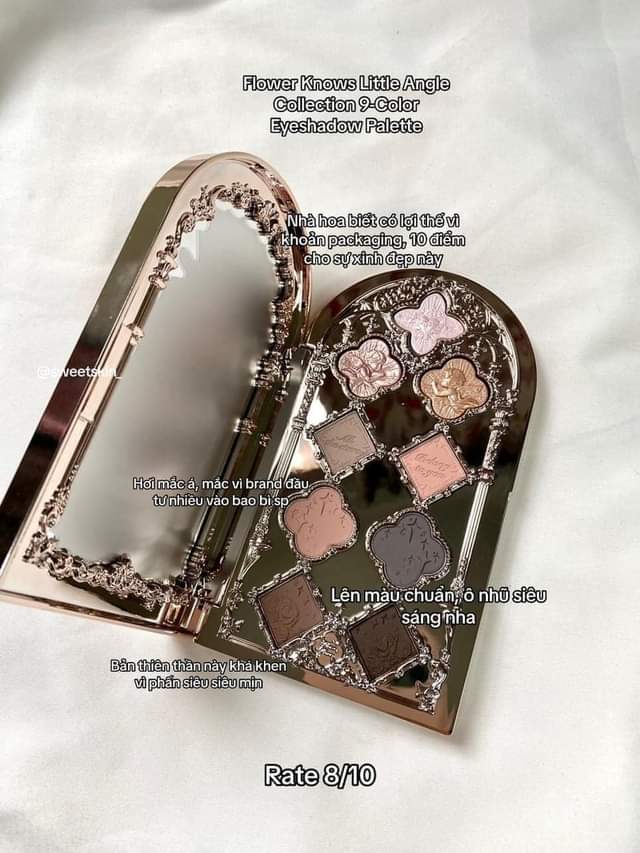 Flower Knows Little Angle
Collection 9-Color
Eyeshadow Palette
Nhà hoa biết có lợi thế vì
khoản packaging, 10 điểm
cho sự xinh đẹp này
@sweetskin_
Hơi mắc á, mắc vì brand đầu
tư nhiều vào bao bì sp
Lên màu chuẩn, ô nhũ siêu
sáng nha
Bản thiên thần này khá khen
vì phấn siêu siêu mịn
Rate 8/10